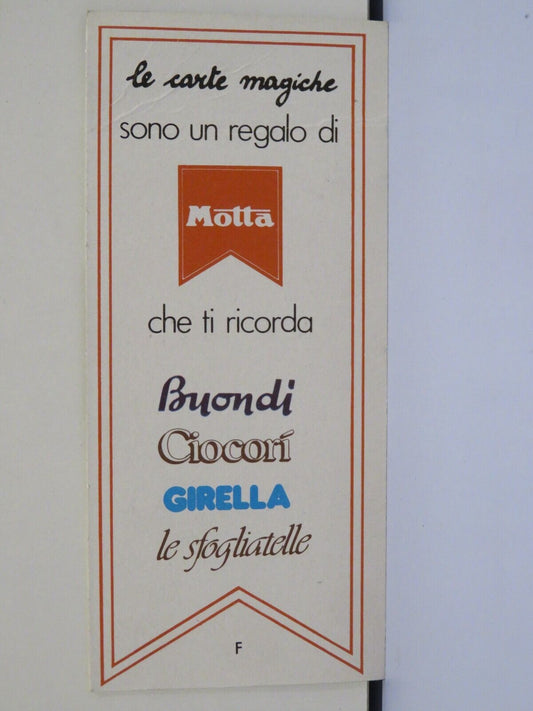 le carte magiche
sono un regalo di
Motta
che ti ricorda
Buondi
Ciocorí
GIRELLA
le sfogliatelle
F